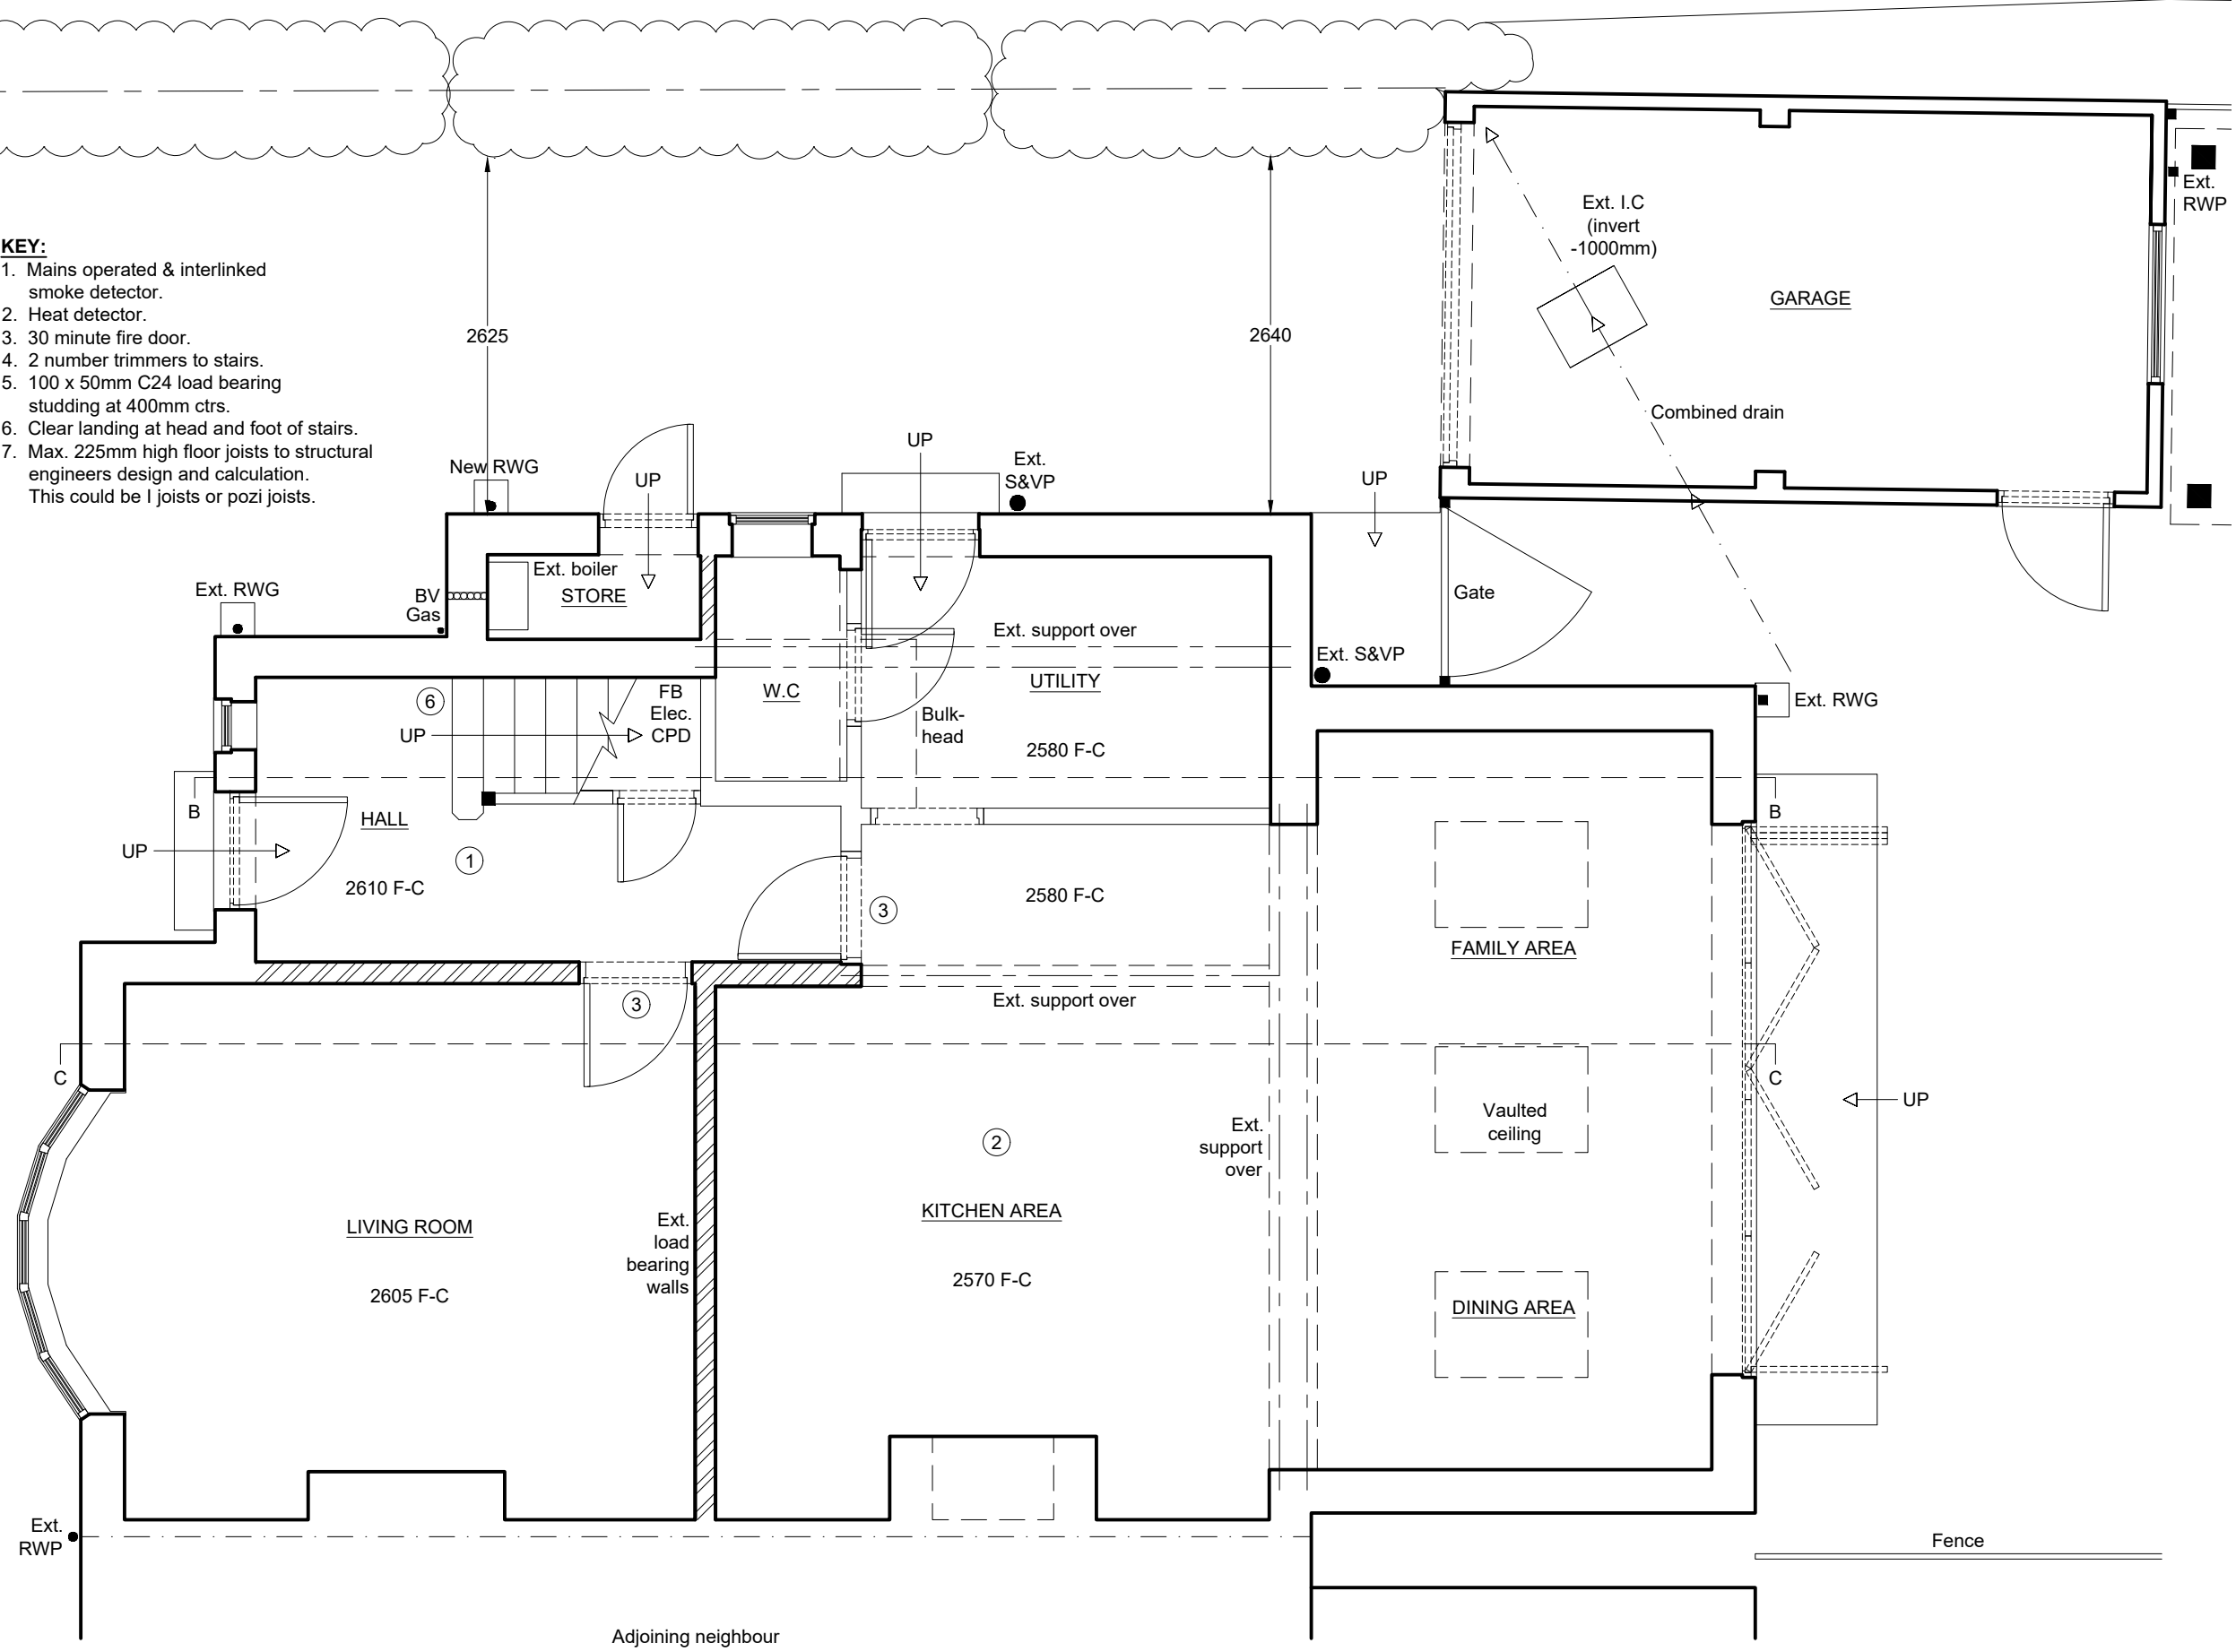 KEY:
1. Mains operated & interlinked
smoke detector.
2. Heat detector.
3. 30 minute fire door.
4. 2 number trimmers to stairs.
5. 100 x 50mm C24 load bearing
studding at 400mm ctrs.
6. Clear landing at head and foot of stairs.
7. Max. 225mm high floor joists to structural
engineers design and calculation.
This could be I joists or pozi joists.
2625
2640
Ext. I.C
(invert
-1000mm)
GARAGE
Ext.
RWP
Combined drain
New RWG
UP
UP
Ext.
S&VP
UP
Ext. RWG
BV
Gas
Ext. boiler
STORE
Gate
Ext. support over
Ext. S&VP
UTILITY
W.C
6
FB
Elec.
CPD
UP
Bulk-
head
2580 F-C
Ext. RWG
B
HALL
B
UP
1
2610 F-C
3
2580 F-C
FAMILY AREA
3
Ext. support over
C
C
UP
Vaulted
ceiling
Ext.
support
over
2
KITCHEN AREA
LIVING ROOM
Ext.
load
bearing
walls
2605 F-C
2570 F-C
DINING AREA
Ext.
RWP
Fence
Adjoining neighbour